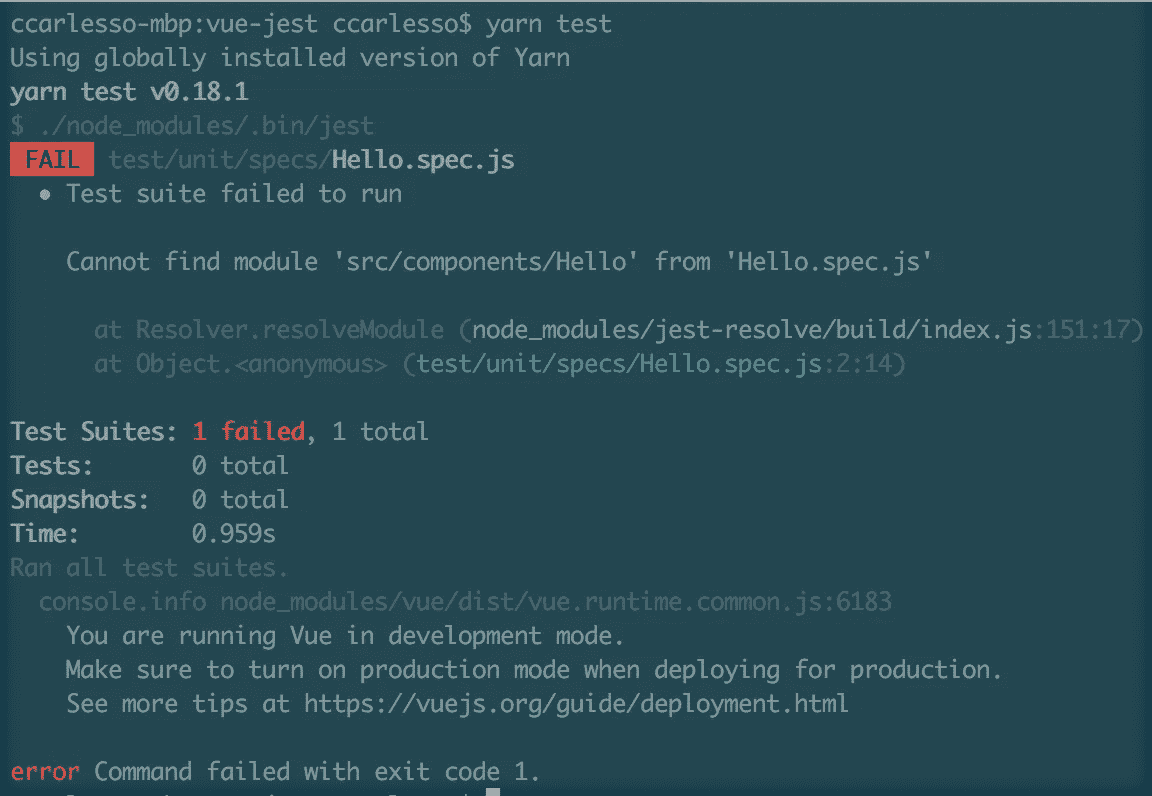 ccarlesso-mbp:vue-jest ccarlesso$ yarn test
Using globally installed version of Yarn
yarn test v0.18.1
$ ./node_modules/.bin/jest
FAIL test/unit/specs/Hello.spec.js
● Test suite failed to run
Cannot find module 'src/components/Hello' from 'Hello.spec.js'
at Resolver.resolveModule (node_modules/jest-resolve/build/index.js:151:17)
at Object.<anonymous> (test/unit/specs/Hello.spec.js:2:14)
Test Suites: 1 failed, 1 total
Tests: 0 total
Snapshots: 0 total
Time: 0.959s
Ran all test suites.
console.info node_modules/vue/dist/vue.runtime.common.js:6183
You are running Vue in development mode.
Make sure to turn on production mode when deploying for production.
See more tips at https://vuejs.org/guide/deployment.html
error Command failed with exit code 1.